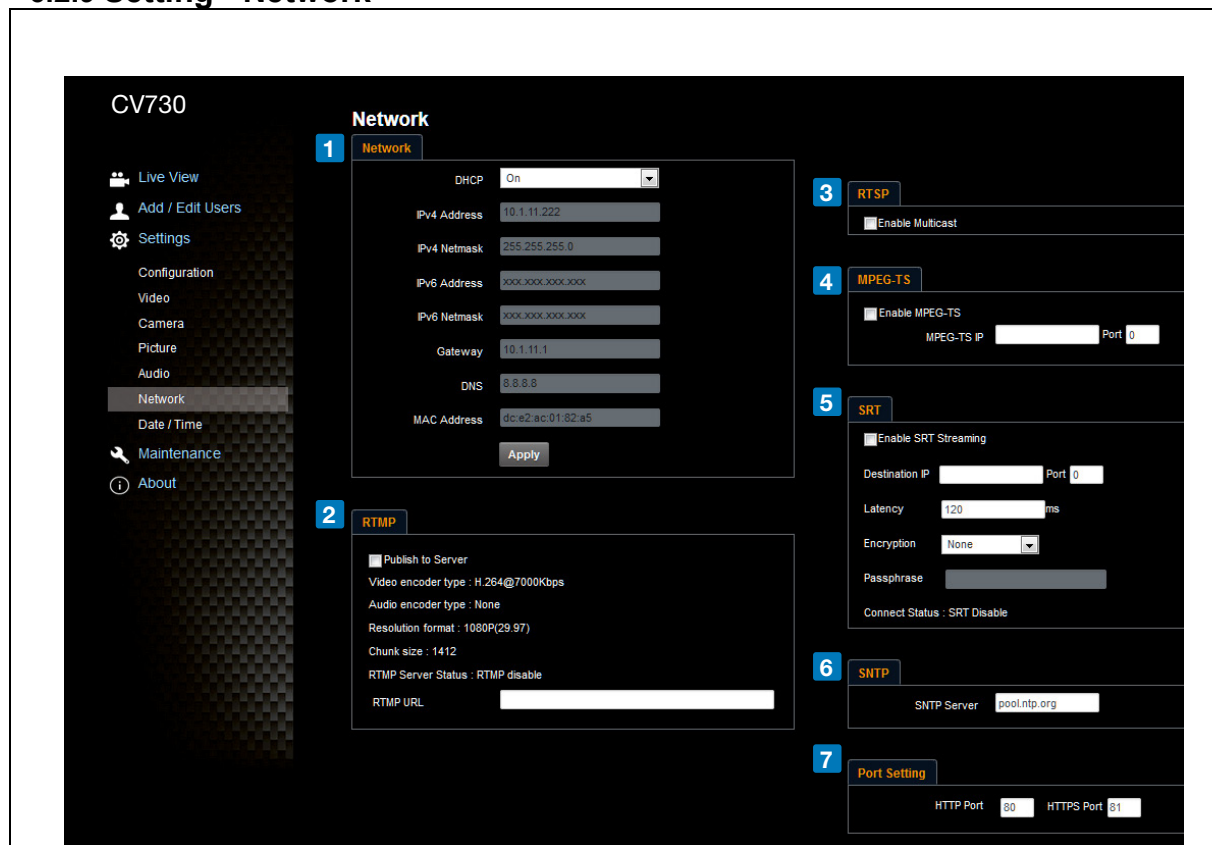 Network
CV730
Live View
Add / Edit Users
Settings
Configuration
Video
Camera
Picture
Audio
Network
Date / Time
Maintenance
About
Network
1
Network
DHCP On
IPv4 Address 10.1.11.222
IPv4 Netmask 255.255.255.0
IPv6 Address xxx.xxx.xxx.xxx
IPv6 Netmask xxx.xxx.xxx.xxx
Gateway 10.1.11.1
DNS 8.8.8.8
MAC Address dc:e2:ac:01:82:a5
Apply
2
RTMP
Publish to Server
Video encoder type : H.264@7000Kbps
Audio encoder type : None
Resolution format : 1080P(29.97)
Chunk size : 1412
RTMP Server Status : RTMP disable
RTMP URL
3
RTSP
Enable Multicast
4
MPEG-TS
Enable MPEG-TS
MPEG-TS IP Port 0
5
SRT
Enable SRT Streaming
Destination IP Port 0
Latency 120 ms
Encryption None
Passphrase
Connect Status : SRT Disable
6
SNTP
SNTP Server pool.ntp.org
7
Port Setting
HTTP Port 80 HTTPS Port 81